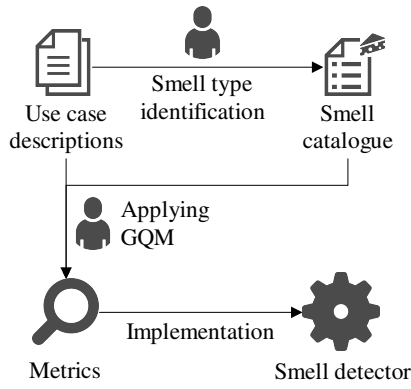 Smell type
identification
Use case
descriptions
Smell
catalogue
Applying
GQM
Implementation
Metrics
Smell detector